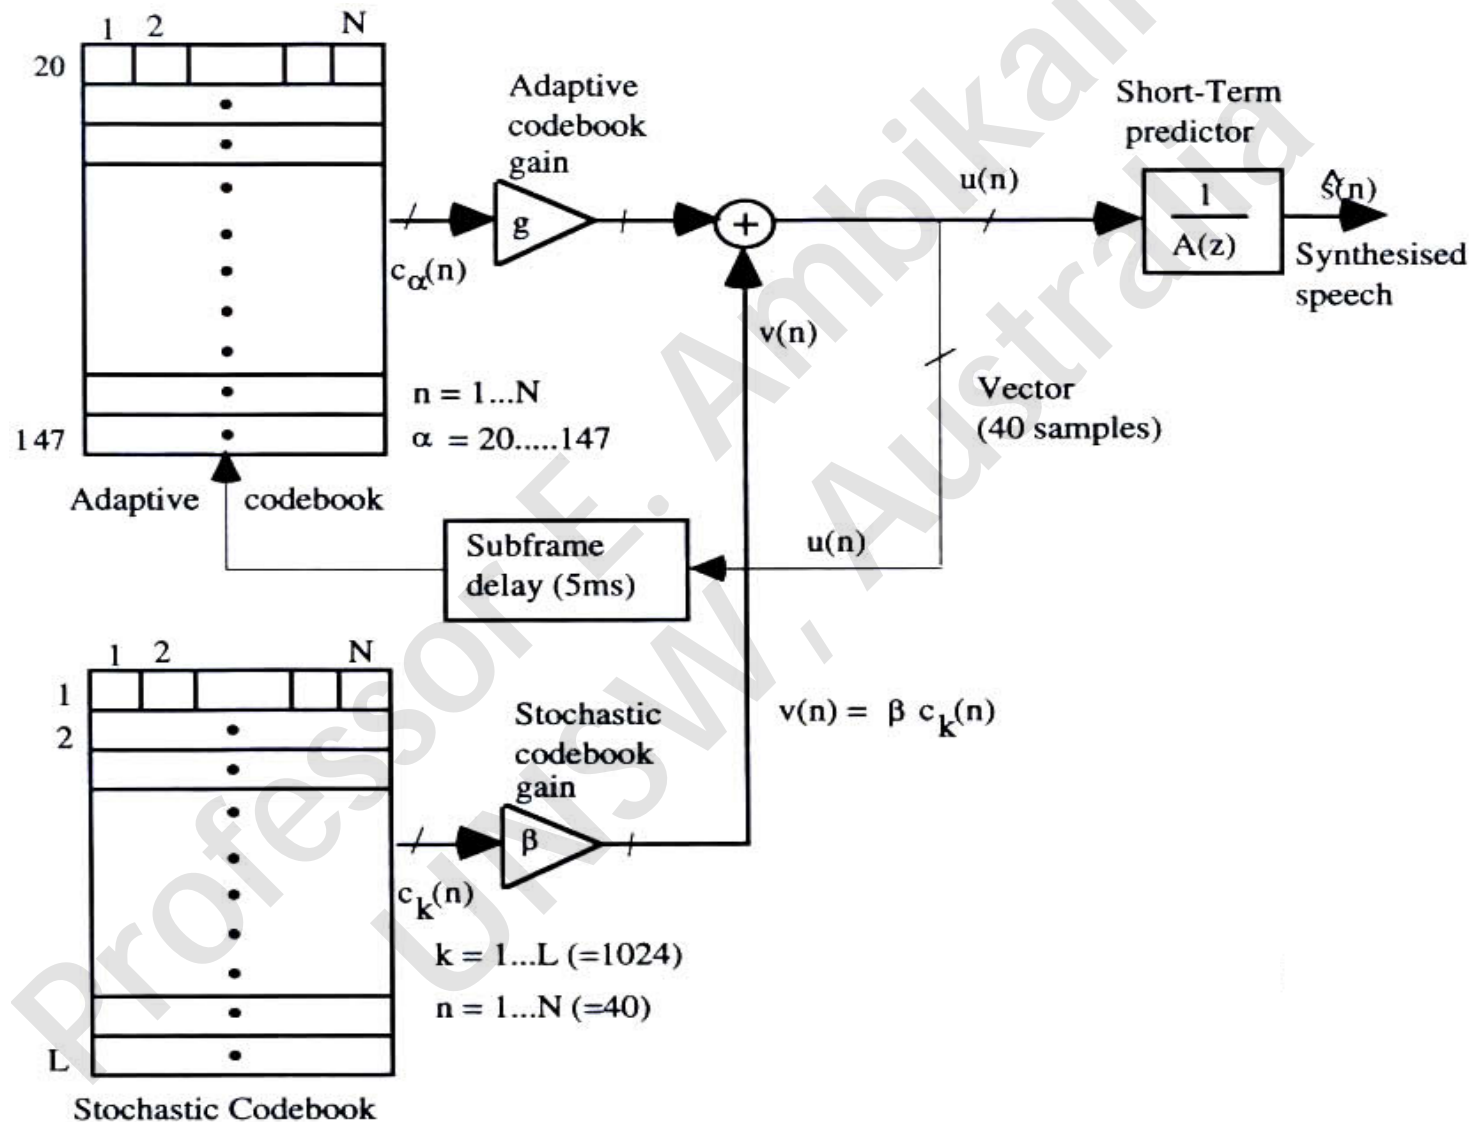 1 2 N
20
147
Adaptive
codebook
gain
g
cα(n)
n = 1...N
α = 20.....147
Adaptive codebook
+
u(n)
Short-Term
predictor
1
A(z)
ŝ(n)
Synthesised
speech
v(n)
Vector
(40 samples)
u(n)
Subframe
delay (5ms)
1 2 N
1
2
L
Stochastic
codebook
gain
β
v(n) = β ck(n)
ck(n)
k = 1...L (=1024)
n = 1...N (=40)
Stochastic Codebook
Professor E. Ambikai
UNSW, Australia